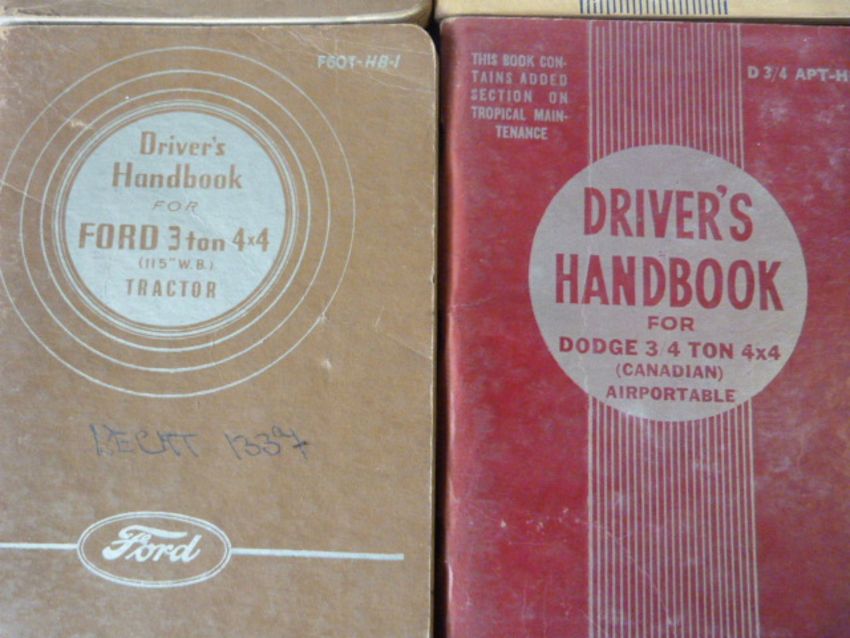 F60T-HB-1
Driver's
Handbook
FOR
FORD 3 ton 4x4
(115" W.B.)
TRACTOR
Ford
THIS BOOK CON-
TAINS ADDED
SECTION ON
TROPICAL MAIN-
TENANCE
D 3/4 APT-H
DRIVER'S
HANDBOOK
FOR
DODGE 3/4 TON 4x4
(CANADIAN)
AIRPORTABLE